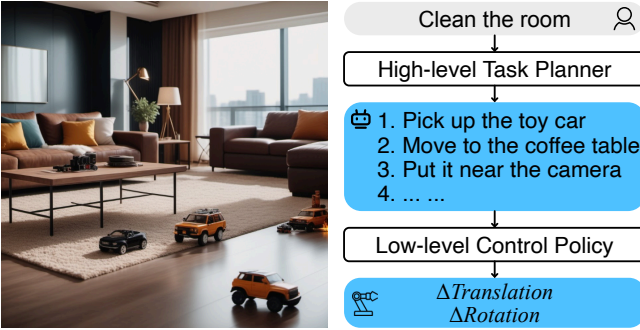 Clean the room
High-level Task Planner
1. Pick up the toy car
2. Move to the coffee table
3. Put it near the camera
4. ... ...
Low-level Control Policy
ΔTranslation
ΔRotation